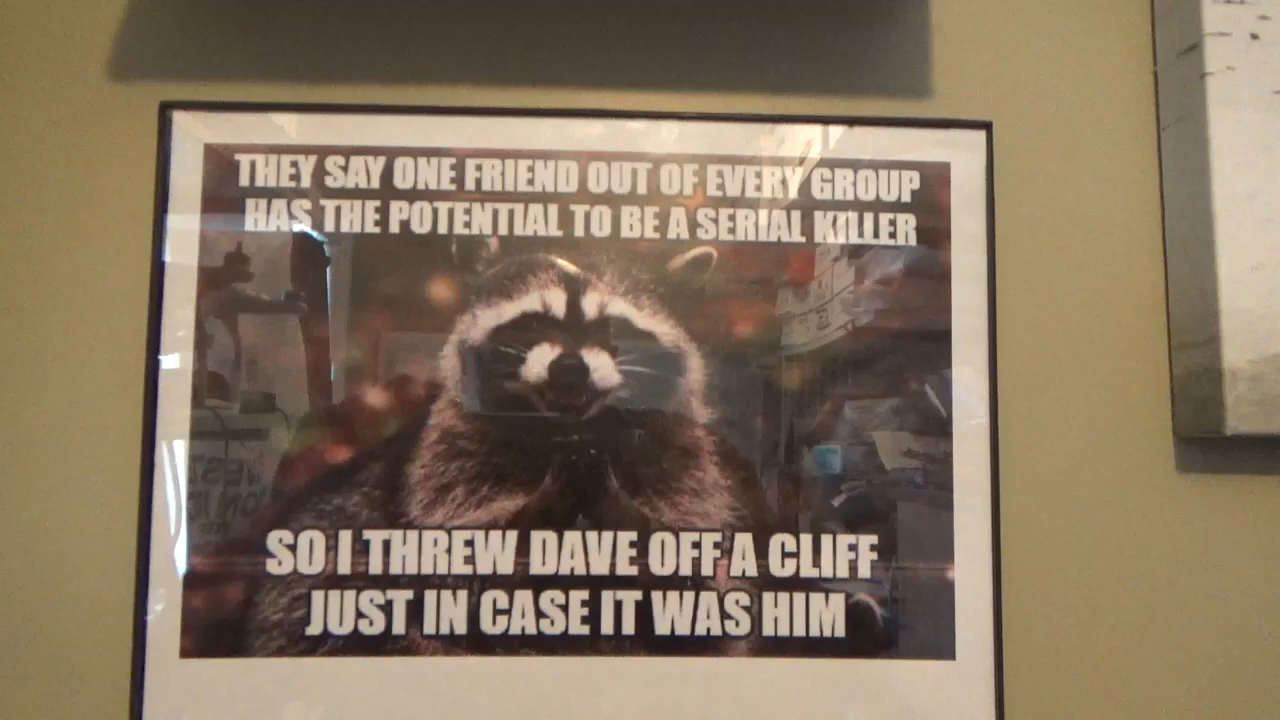 THEY SAY ONE FRIEND OUT OF EVERY GROUP
HAS THE POTENTIAL TO BE A SERIAL KILLER
SO I THREW DAVE OFF A CLIFF
JUST IN CASE IT WAS HIM